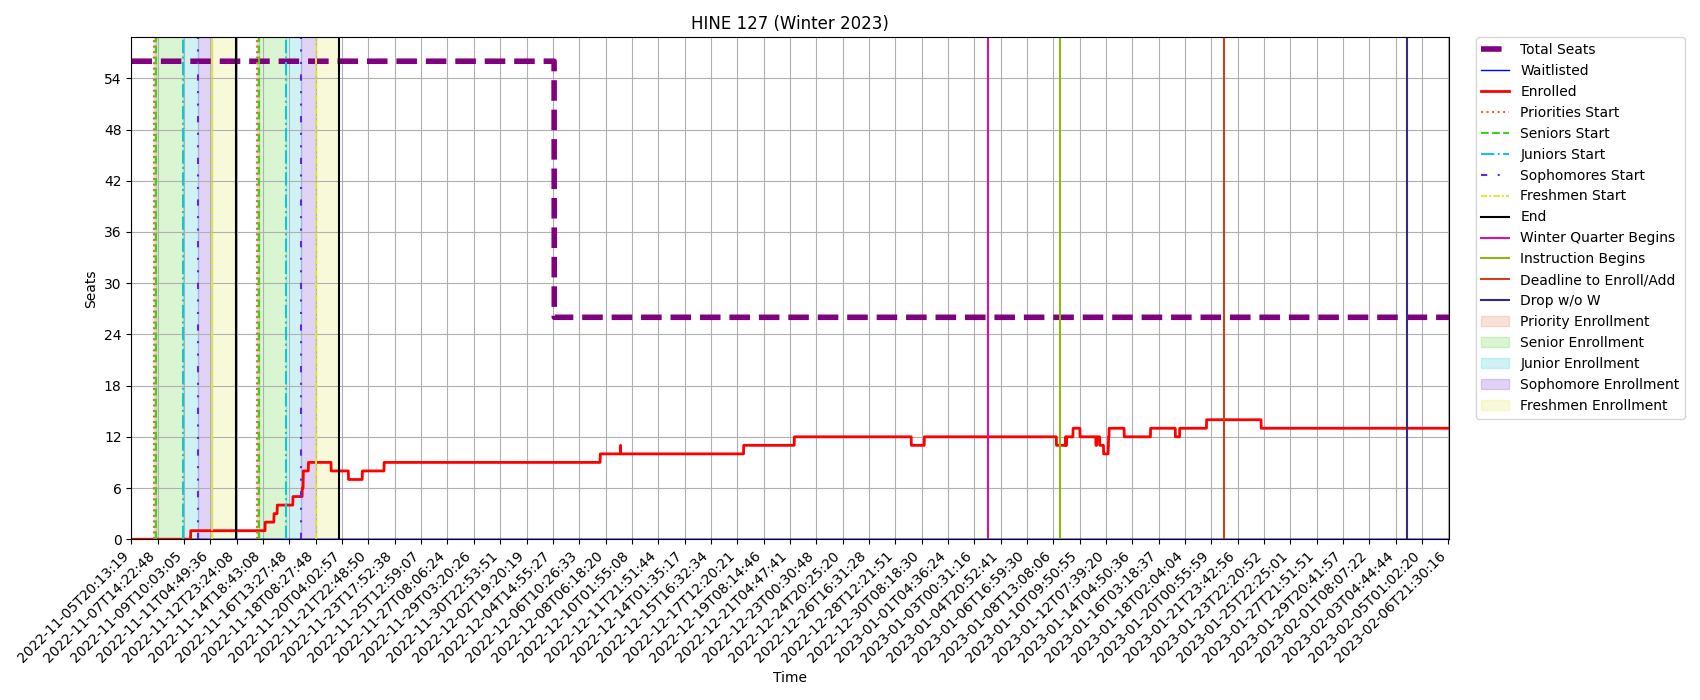 HINE 127 (Winter 2023)
Seats
54
48
42
36
30
24
18
12
6
0
2022-11-05T20:13:19
2022-11-07T14:22:48
2022-11-09T10:03:05
2022-11-11T04:49:36
2022-11-12T23:24:08
2022-11-14T18:43:08
2022-11-16T13:27:48
2022-11-18T08:27:48
2022-11-20T04:02:57
2022-11-21T22:48:50
2022-11-23T17:52:38
2022-11-25T12:59:07
2022-11-27T08:06:24
2022-11-29T03:20:26
2022-11-30T22:53:51
2022-12-02T19:20:19
2022-12-04T14:55:27
2022-12-06T10:26:33
2022-12-08T06:18:20
2022-12-10T01:55:08
2022-12-11T21:51:44
2022-12-14T01:35:17
2022-12-15T16:32:34
2022-12-17T12:20:21
2022-12-19T08:14:46
2022-12-21T04:47:41
2022-12-23T00:30:48
2022-12-24T20:25:20
2022-12-26T16:31:28
2022-12-28T12:21:51
2022-12-30T08:18:30
2023-01-01T04:36:24
2023-01-03T00:31:16
2023-01-04T20:52:41
2023-01-06T16:59:30
2023-01-08T13:08:06
2023-01-10T09:50:55
2023-01-12T07:39:20
2023-01-14T04:50:36
2023-01-16T03:18:37
2023-01-18T02:04:04
2023-01-20T00:55:59
2023-01-21T23:42:56
2023-01-23T22:20:52
2023-01-25T22:25:01
2023-01-27T21:51:51
2023-01-29T20:41:57
2023-02-01T08:07:22
2023-02-03T04:44:44
2023-02-05T01:02:20
2023-02-06T21:30:16
Time
Total Seats
Waitlisted
Enrolled
Priorities Start
Seniors Start
Juniors Start
Sophomores Start
Freshmen Start
End
Winter Quarter Begins
Instruction Begins
Deadline to Enroll/Add
Drop w/o W
Priority Enrollment
Senior Enrollment
Junior Enrollment
Sophomore Enrollment
Freshmen Enrollment